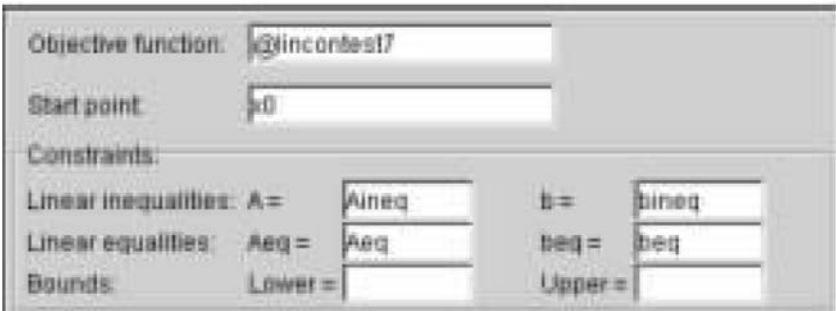 Objective function: @lincontest7
Start point: x0
Constraints:
Linear inequalities: A = Aineq b = bineq
Linear equalities: Aeq = Aeq beq = beq
Bounds: Lower = Upper =